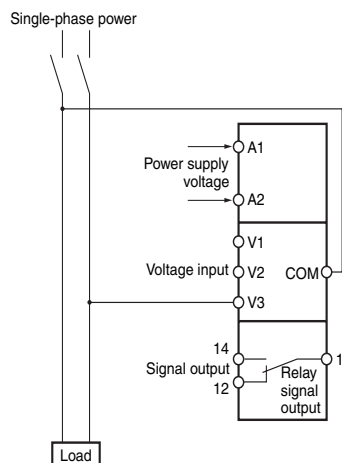 Single-phase power
A1
Power supply
voltage
A2
V1
Voltage input
V2
COM
V3
14
Signal output
12
Relay
signal
output
Load